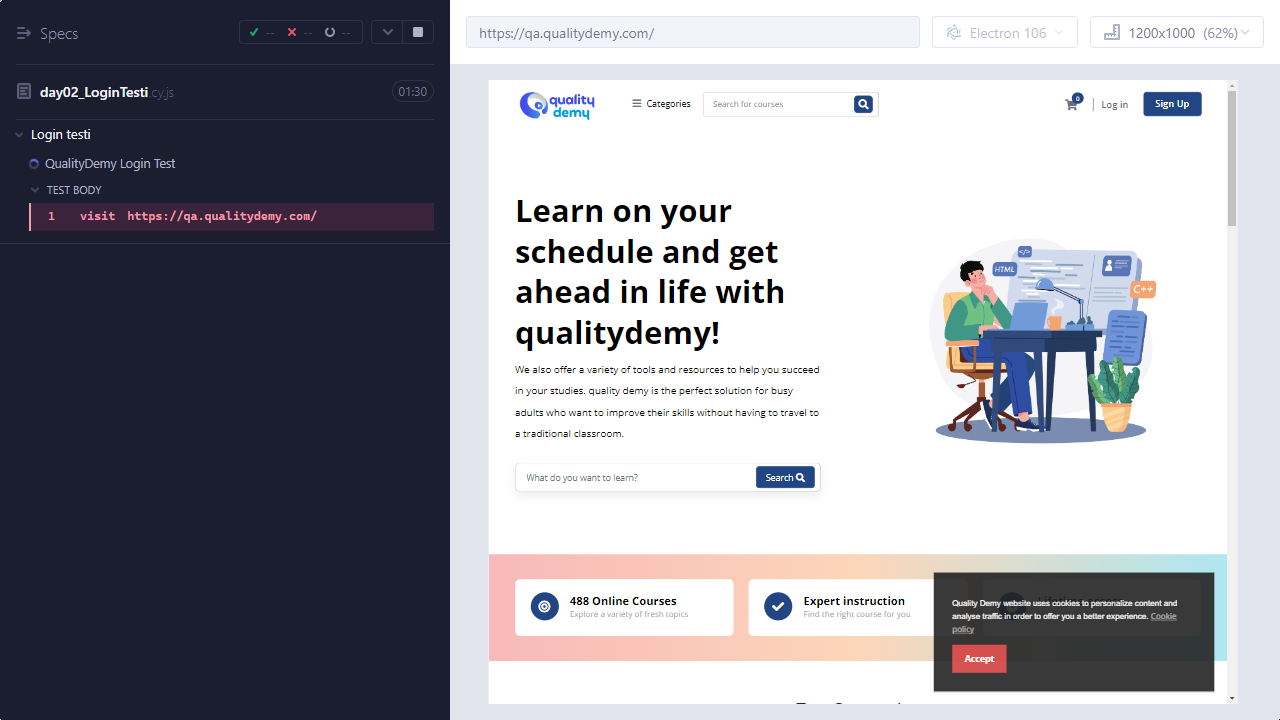 Specs
--
--
--
day02_LoginTesti.cy.js
01:30
Login testi
QualityDemy Login Test
TEST BODY
1 visit https://qa.qualitydemy.com/
https://qa.qualitydemy.com/
Electron 106
1200x1000 (62%)
quality
demy
Categories
Search for courses
0
Log in
Sign Up
Learn on your
schedule and get
ahead in life with
qualitydemy!
We also offer a variety of tools and resources to help you succeed
in your studies. quality demy is the perfect solution for busy
adults who want to improve their skills without having to travel to
a traditional classroom.
</>
HTML
C++
What do you want to learn?
Search
488 Online Courses
Explore a variety of fresh topics
Expert instruction
Find the right course for you
Quality Demy website uses cookies to personalize content and
analyse traffic in order to offer you a better experience. Cookie
policy
Accept